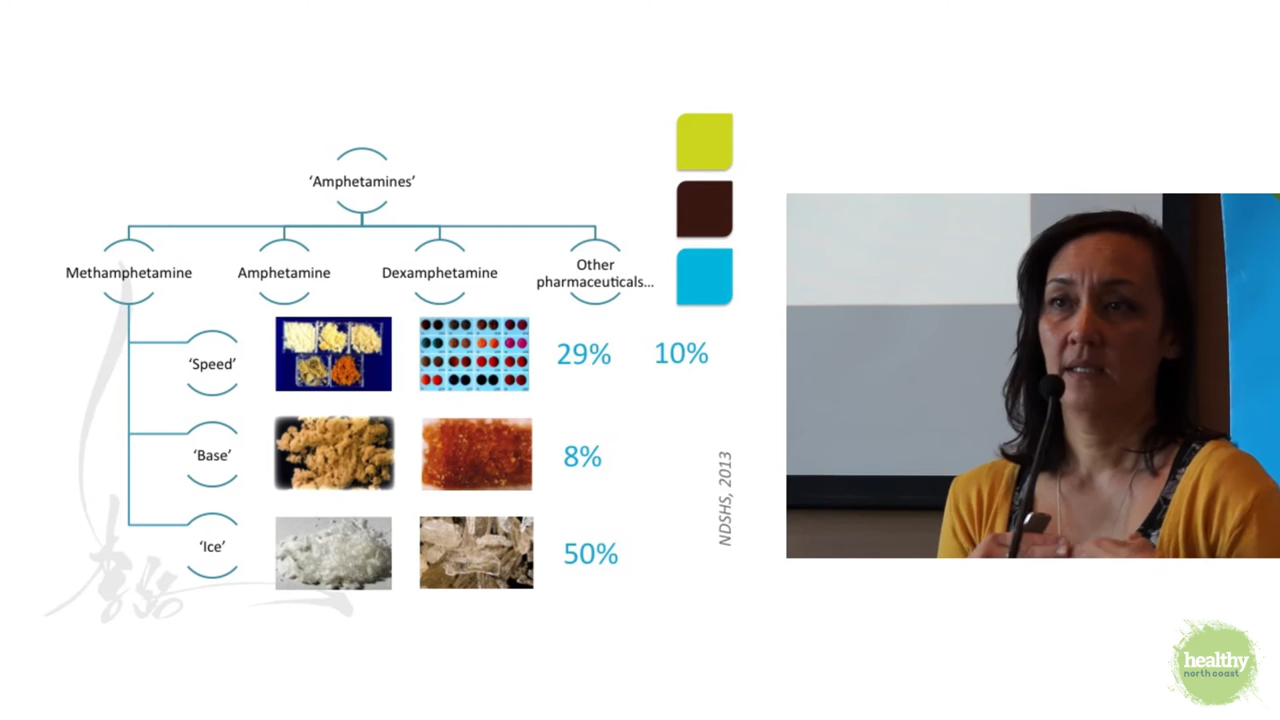 ‘Amphetamines’
Methamphetamine
Amphetamine
Dexamphetamine
Other
pharmaceuticals...
‘Speed’
29%
10%
‘Base’
8%
‘Ice’
50%
NDSHS, 2013
healthy
north coast